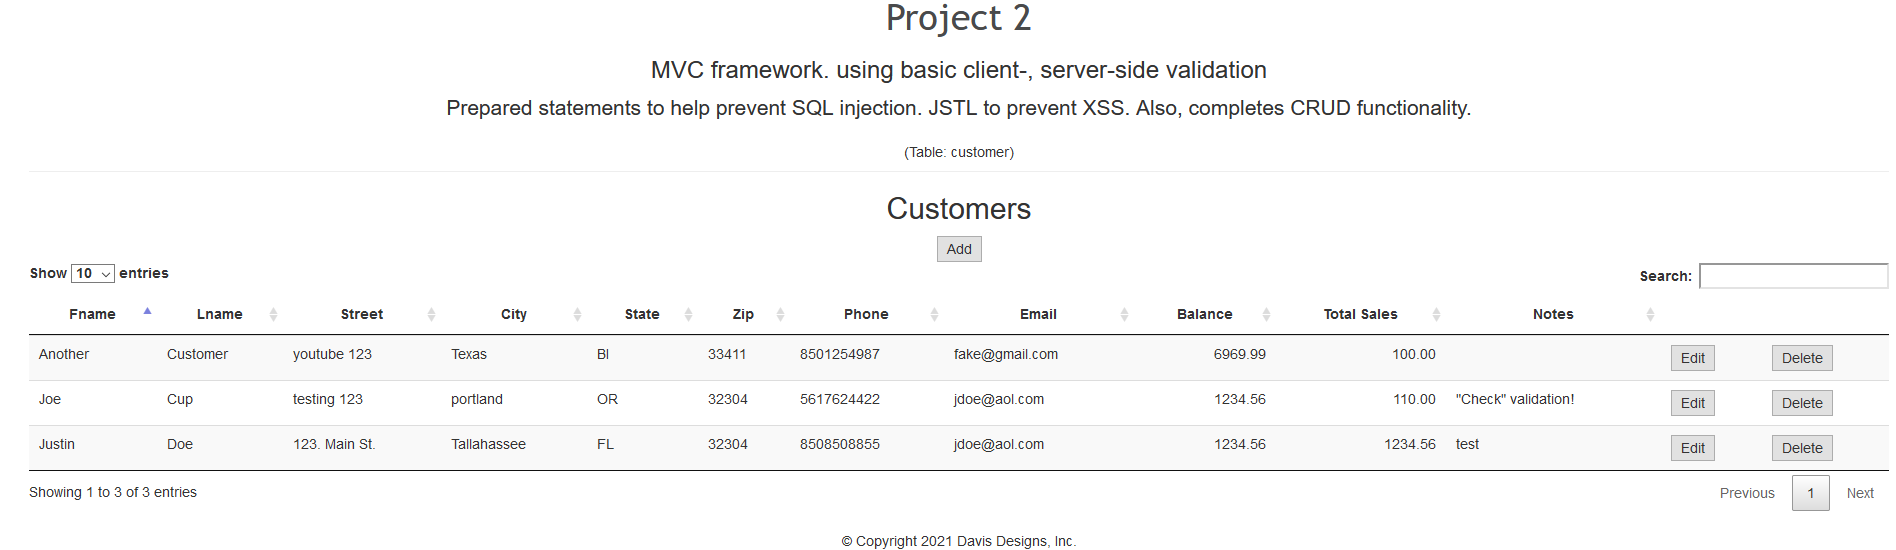 Project 2
MVC framework. using basic client-, server-side validation
Prepared statements to help prevent SQL injection. JSTL to prevent XSS. Also, completes CRUD functionality.
(Table: customer)
Customers
Add
Show 10 entries Search:
Fname Lname Street City State Zip Phone Email Balance Total Sales Notes
Another Customer youtube 123 Texas Bl 33411 8501254987 fake@gmail.com 6969.99 100.00 Edit Delete
Joe Cup testing 123 portland OR 32304 5617624422 jdoe@aol.com 1234.56 110.00 "Check" validation! Edit Delete
Justin Doe 123. Main St. Tallahassee FL 32304 8508508855 jdoe@aol.com 1234.56 1234.56 test Edit Delete
Showing 1 to 3 of 3 entries Previous 1 Next
© Copyright 2021 Davis Designs, Inc.